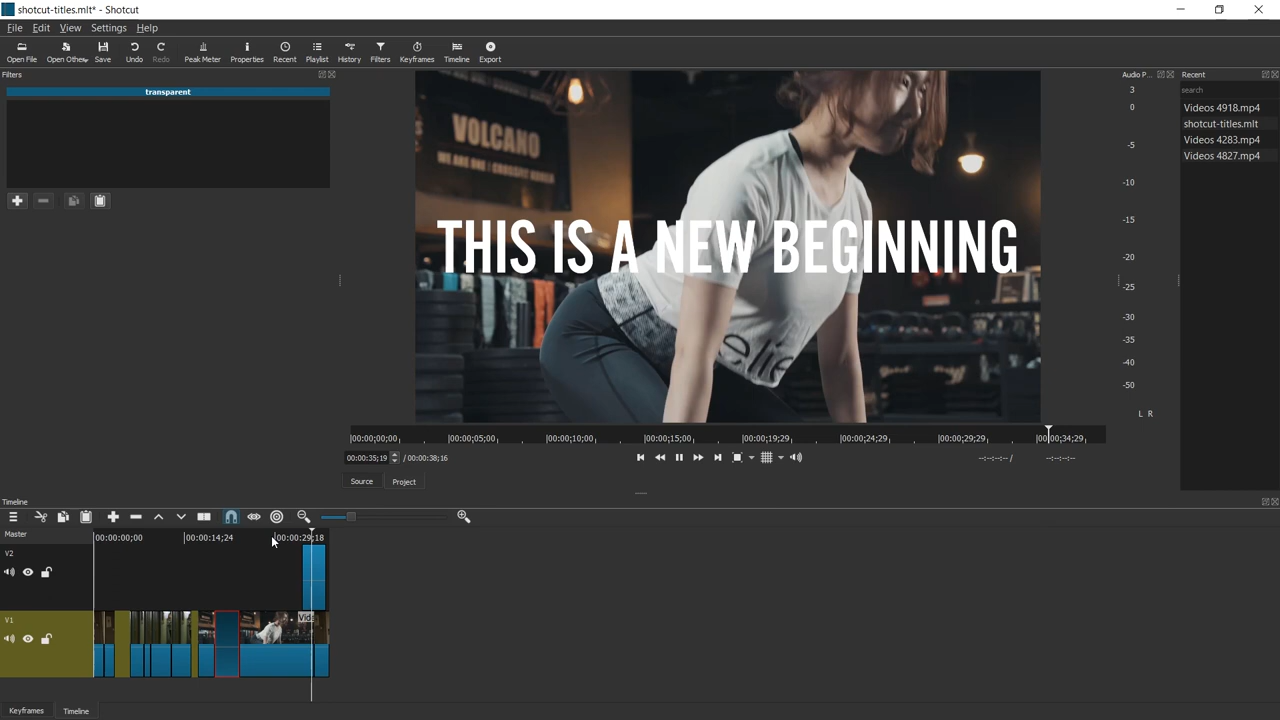 shotcut-titles.mlt* - Shotcut
File Edit View Settings Help
Open File Open Other Save Undo Redo Peak Meter Properties Recent Playlist History Filters Keyframes Timeline Export
Filters
transparent
VOLCANO
WE ARE ONE
THIS IS A NEW BEGINNING
elie
Audio P...
3
0
-5
-10
-15
-20
-25
-30
-35
-40
-50
L R
Recent
search
Videos 4918.mp4
shotcut-titles.mlt
Videos 4283.mp4
Videos 4827.mp4
00:00:00;00 00:00:05;00 00:00:10;00 00:00:15;00 00:00:19;29 00:00:24;29 00:00:29;29 00:00:34;29
00:00:35;19 / 00:00:38;16 --:--:--:-- / --:--:--:--
Source Project
Timeline
Master 00:00:00;00 00:00:14;24 00:00:29;18
V2
V1
Vide
Keyframes Timeline